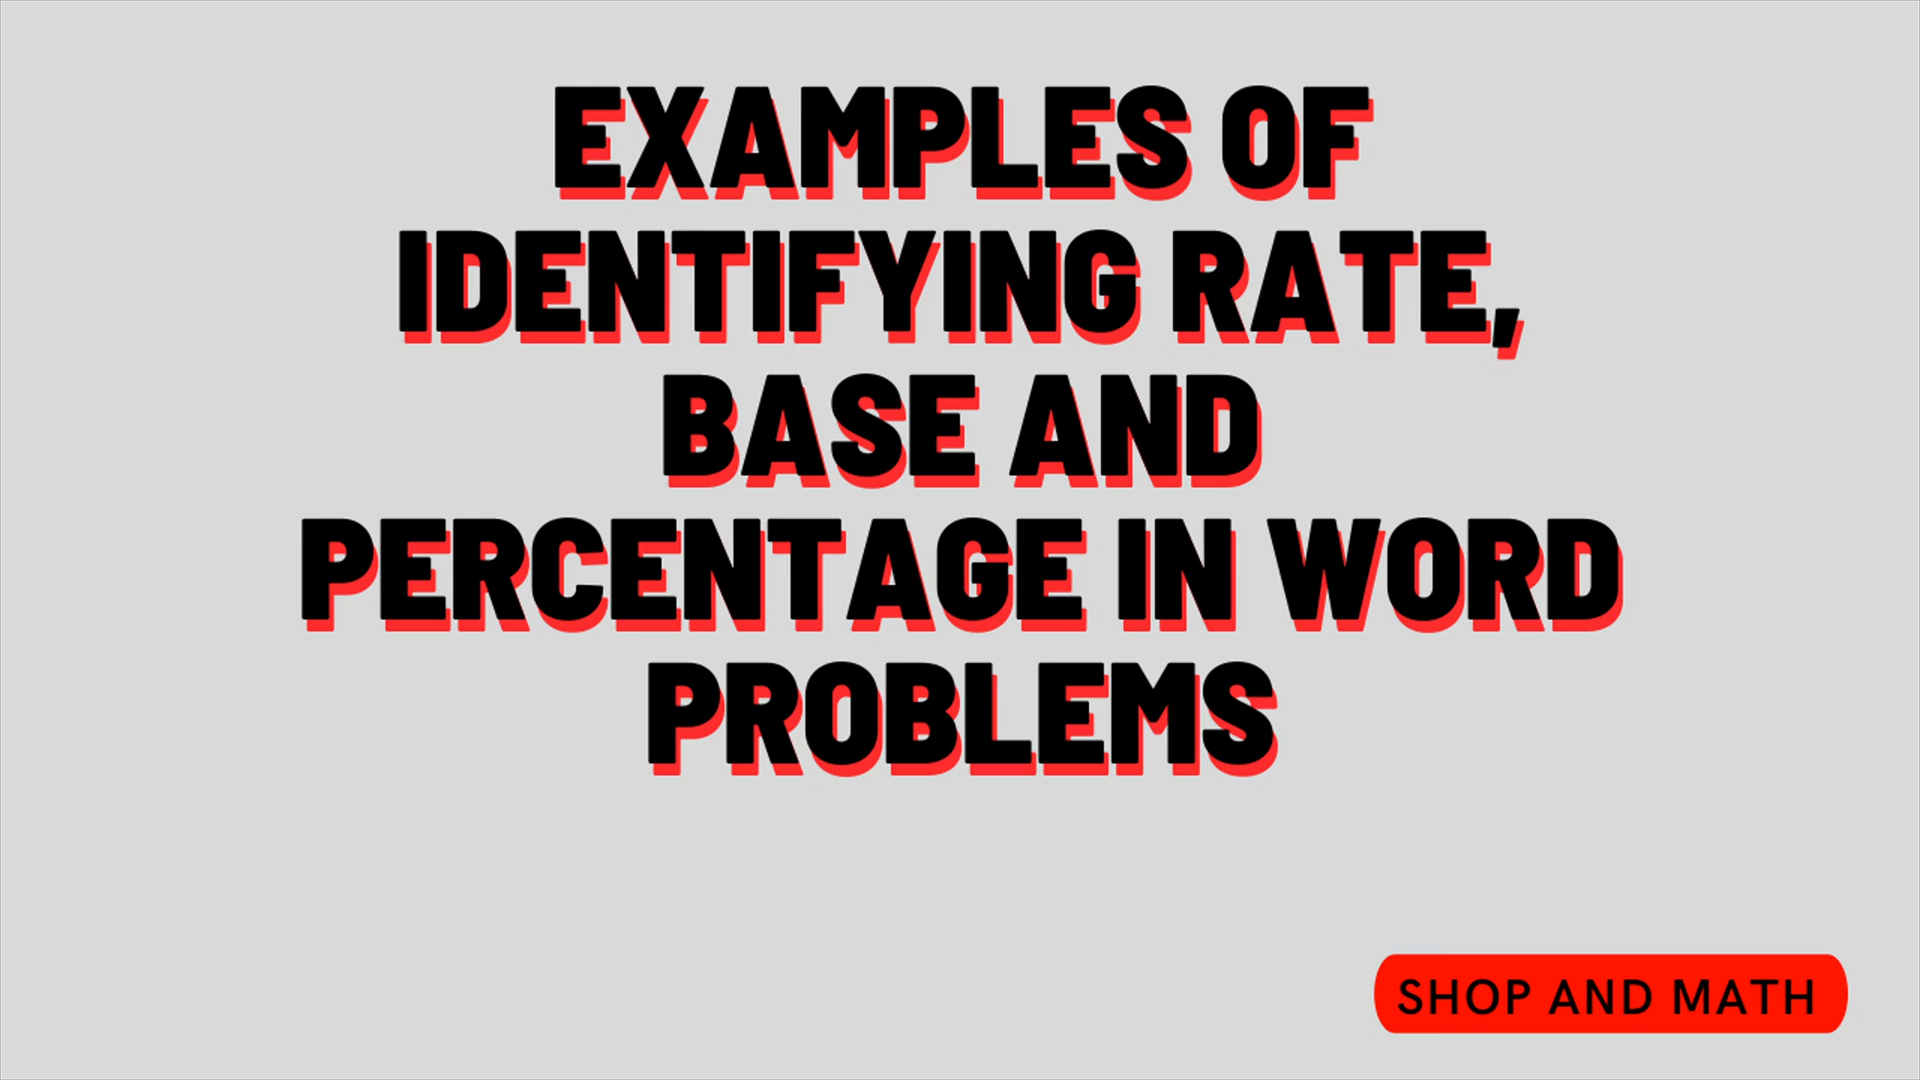 EXAMPLES OF
IDENTIFYING RATE,
BASE AND
PERCENTAGE IN WORD
PROBLEMS
SHOP AND MATH